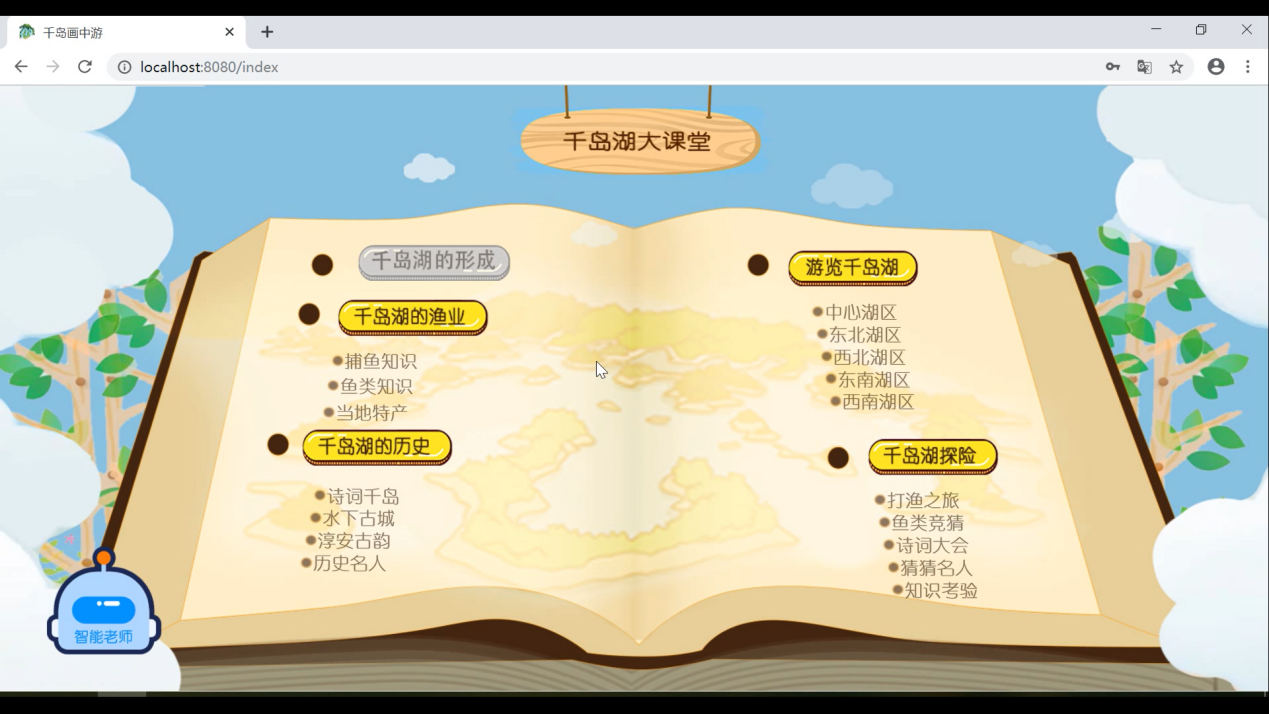 千岛画中游
localhost:8080/index
千岛湖大课堂
千岛湖的形成
千岛湖的渔业
捕鱼知识
鱼类知识
当地特产
千岛湖的历史
诗词千岛
水下古城
淳安古韵
历史名人
游览千岛湖
中心湖区
东北湖区
西北湖区
东南湖区
西南湖区
千岛湖探险
打渔之旅
鱼类竞猜
诗词大会
猜猜名人
知识考验
智能老师